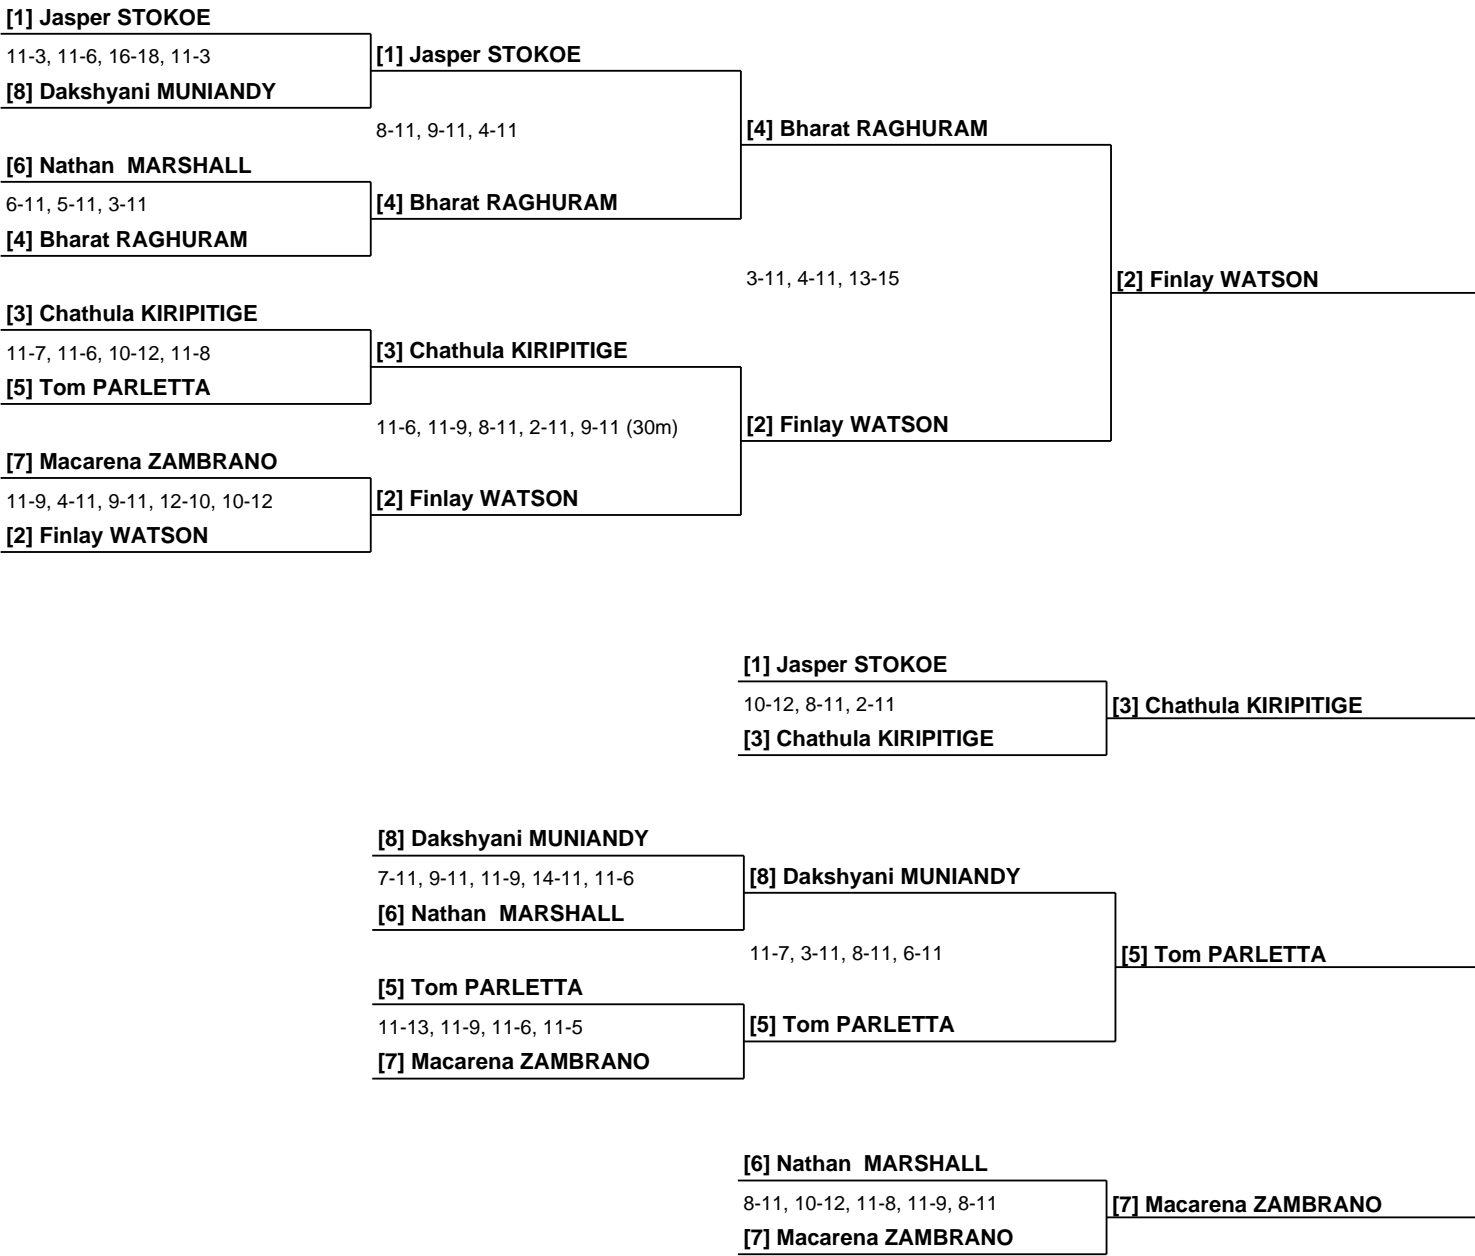 [1] Jasper STOKOE
11-3, 11-6, 16-18, 11-3
[1] Jasper STOKOE
[8] Dakshyani MUNIANDY
8-11, 9-11, 4-11
[4] Bharat RAGHURAM
[6] Nathan  MARSHALL
6-11, 5-11, 3-11
[4] Bharat RAGHURAM
[4] Bharat RAGHURAM
3-11, 4-11, 13-15
[2] Finlay WATSON
[3] Chathula KIRIPITIGE
11-7, 11-6, 10-12, 11-8
[3] Chathula KIRIPITIGE
[5] Tom PARLETTA
11-6, 11-9, 8-11, 2-11, 9-11 (30m)
[2] Finlay WATSON
[7] Macarena ZAMBRANO
11-9, 4-11, 9-11, 12-10, 10-12
[2] Finlay WATSON
[2] Finlay WATSON
[1] Jasper STOKOE
10-12, 8-11, 2-11
[3] Chathula KIRIPITIGE
[3] Chathula KIRIPITIGE
[8] Dakshyani MUNIANDY
7-11, 9-11, 11-9, 14-11, 11-6
[8] Dakshyani MUNIANDY
[6] Nathan  MARSHALL
11-7, 3-11, 8-11, 6-11
[5] Tom PARLETTA
[5] Tom PARLETTA
11-13, 11-9, 11-6, 11-5
[5] Tom PARLETTA
[7] Macarena ZAMBRANO
[6] Nathan  MARSHALL
8-11, 10-12, 11-8, 11-9, 8-11
[7] Macarena ZAMBRANO
[7] Macarena ZAMBRANO